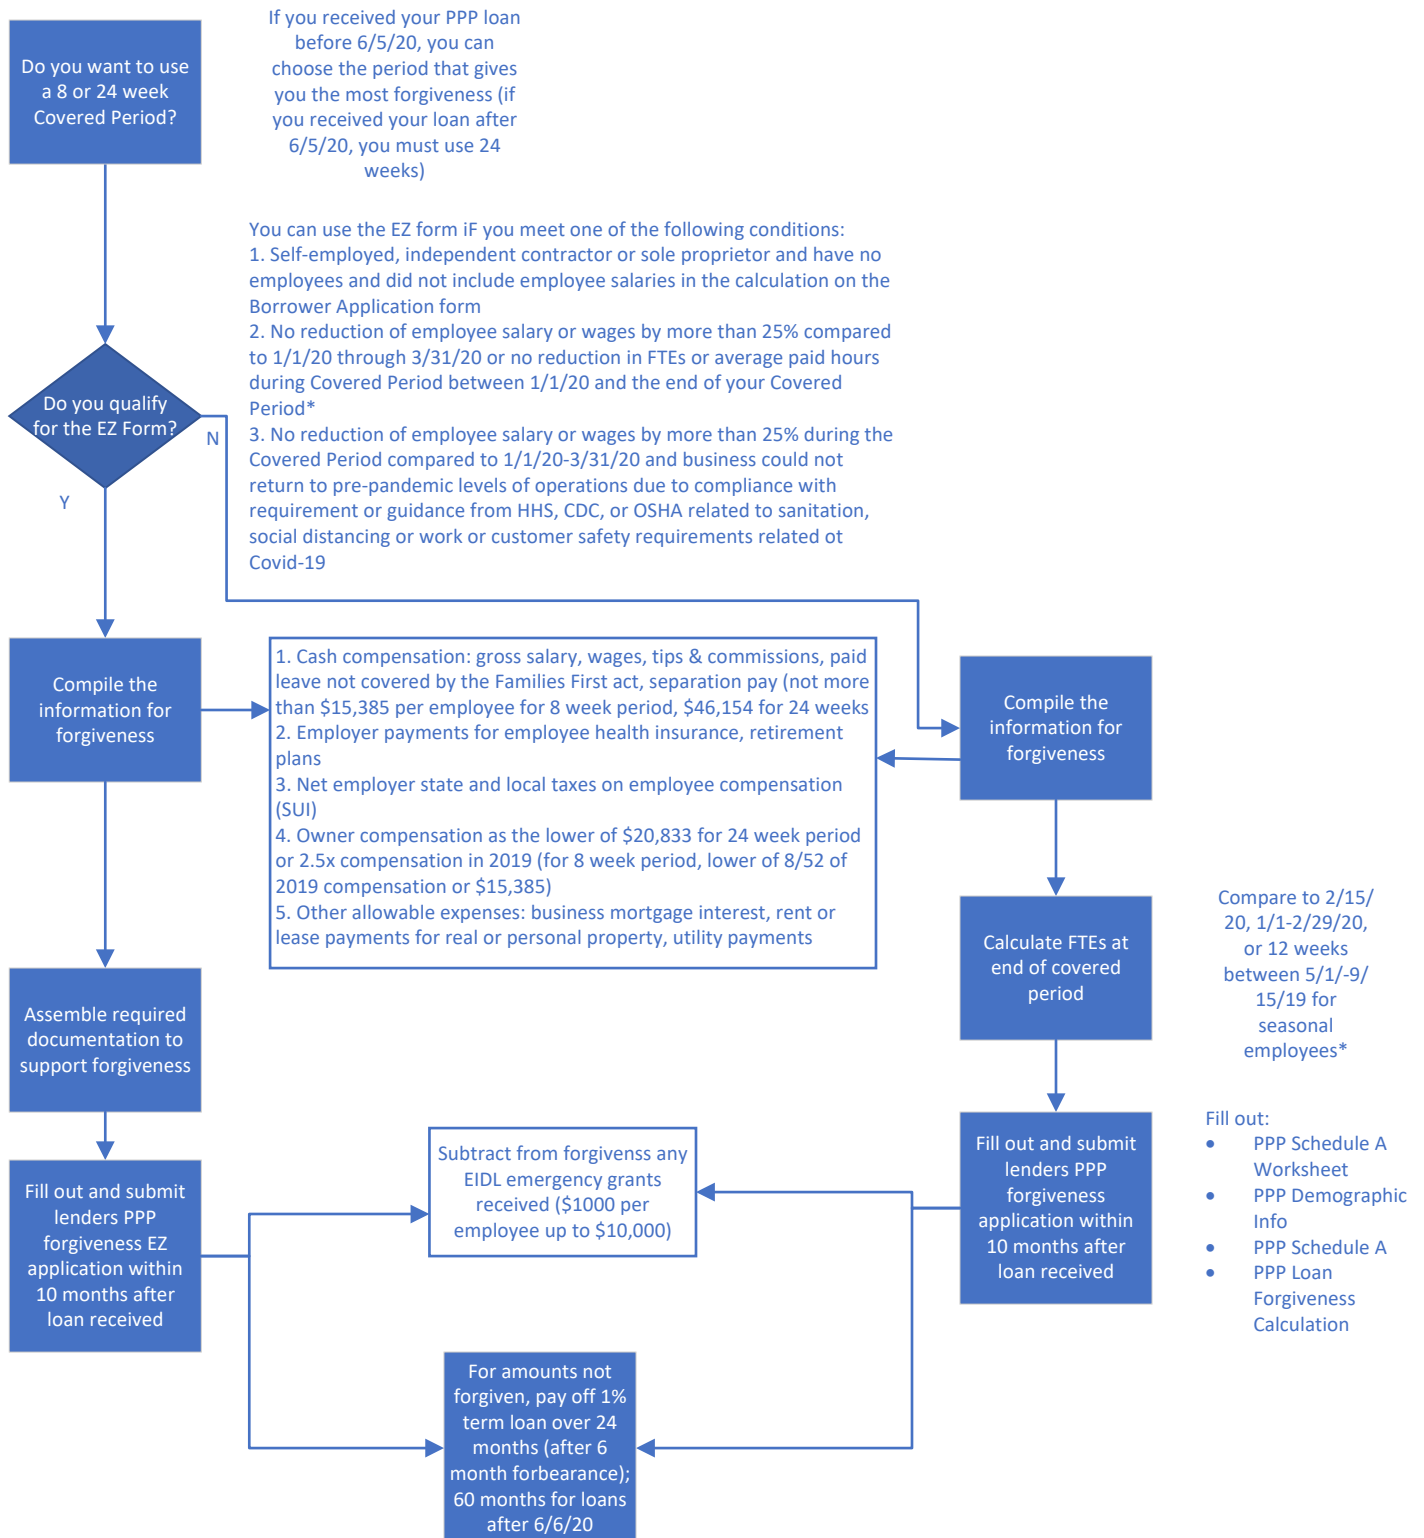 Do you want to use
a 8 or 24 week
Covered Period?
If you received your PPP loan
before 6/5/20, you can
choose the period that gives
you the most forgiveness (if
you received your loan after
6/5/20, you must use 24
weeks)
You can use the EZ form iF you meet one of the following conditions:
1. Self-employed, independent contractor or sole proprietor and have no
employees and did not include employee salaries in the calculation on the
Borrower Application form
2. No reduction of employee salary or wages by more than 25% compared
to 1/1/20 through 3/31/20 or no reduction in FTEs or average paid hours
during Covered Period between 1/1/20 and the end of your Covered
Period*
3. No reduction of employee salary or wages by more than 25% during the
Covered Period compared to 1/1/20-3/31/20 and business could not
return to pre-pandemic levels of operations due to compliance with
requirement or guidance from HHS, CDC, or OSHA related to sanitation,
social distancing or work or customer safety requirements related ot
Covid-19
Do you qualify
for the EZ Form?
N
Y
Compile the
information for
forgiveness
1. Cash compensation: gross salary, wages, tips & commissions, paid
leave not covered by the Families First act, separation pay (not more
than $15,385 per employee for 8 week period, $46,154 for 24 weeks
2. Employer payments for employee health insurance, retirement
plans
3. Net employer state and local taxes on employee compensation
(SUI)
4. Owner compensation as the lower of $20,833 for 24 week period
or 2.5x compensation in 2019 (for 8 week period, lower of 8/52 of
2019 compensation or $15,385)
5. Other allowable expenses: business mortgage interest, rent or
lease payments for real or personal property, utility payments
Compile the
information for
forgiveness
Calculate FTEs at
end of covered
period
Compare to 2/15/
20, 1/1-2/29/20,
or 12 weeks
between 5/1/-9/
15/19 for
seasonal
employees*
Assemble required
documentation to
support forgiveness
Fill out and submit
lenders PPP
forgiveness EZ
application within
10 months after
loan received
Subtract from forgivenss any
EIDL emergency grants
received ($1000 per
employee up to $10,000)
Fill out and submit
lenders PPP
forgiveness
application within
10 months after
loan received
Fill out:
• PPP Schedule A
Worksheet
• PPP Demographic
Info
• PPP Schedule A
• PPP Loan
Forgiveness
Calculation
For amounts not
forgiven, pay off 1%
term loan over 24
months (after 6
month forbearance);
60 months for loans
after 6/6/20